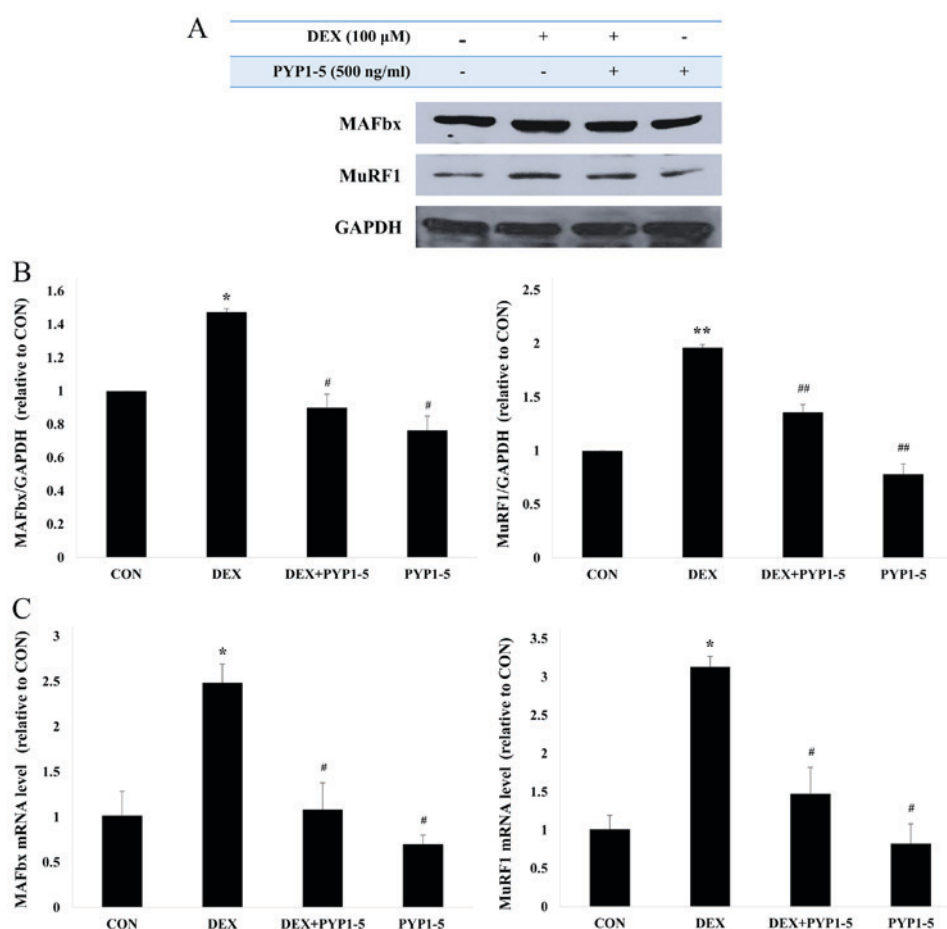 A
DEX (100 μM) - + + -
PYP1-5 (500 ng/ml) - - + +
MAFbx
MuRF1
GAPDH
B
MAFbx/GAPDH (relative to CON)
1.6
1.4
1.2
1
0.8
0.6
0.4
0.2
0
*
#
#
CON DEX DEX+PYP1-5 PYP1-5
MuRF1/GAPDH (relative to CON)
2.5
2
1.5
1
0.5
0
**
##
##
CON DEX DEX+PYP1-5 PYP1-5
C
MAFbx mRNA level (relative to CON)
3
2.5
2
1.5
1
0.5
0
*
#
#
CON DEX DEX+PYP1-5 PYP1-5
MuRF1 mRNA level (relative to CON)
3.5
3
2.5
2
1.5
1
0.5
0
*
#
#
CON DEX DEX+PYP1-5 PYP1-5